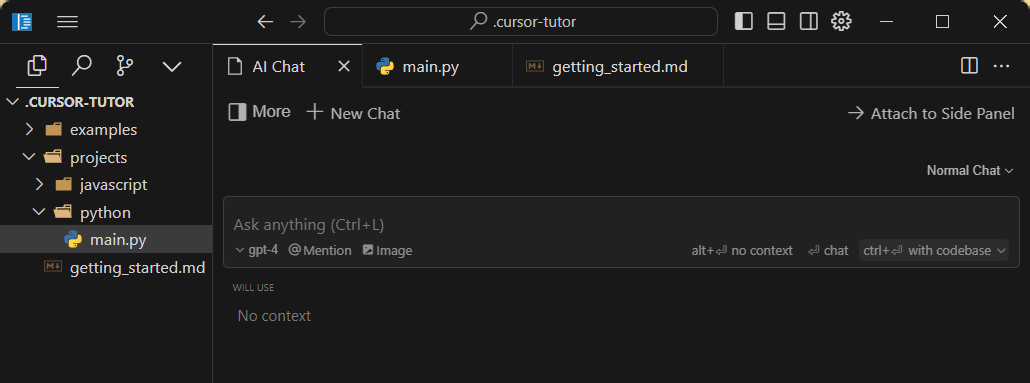 .cursor-tutor
AI Chat
main.py
getting_started.md
.CURSOR-TUTOR
examples
projects
javascript
python
main.py
getting_started.md
More
New Chat
Attach to Side Panel
Normal Chat
Ask anything (Ctrl+L)
gpt-4 @Mention Image
alt+⏎ no context ⏎ chat ctrl+⏎ with codebase
WILL USE
No context